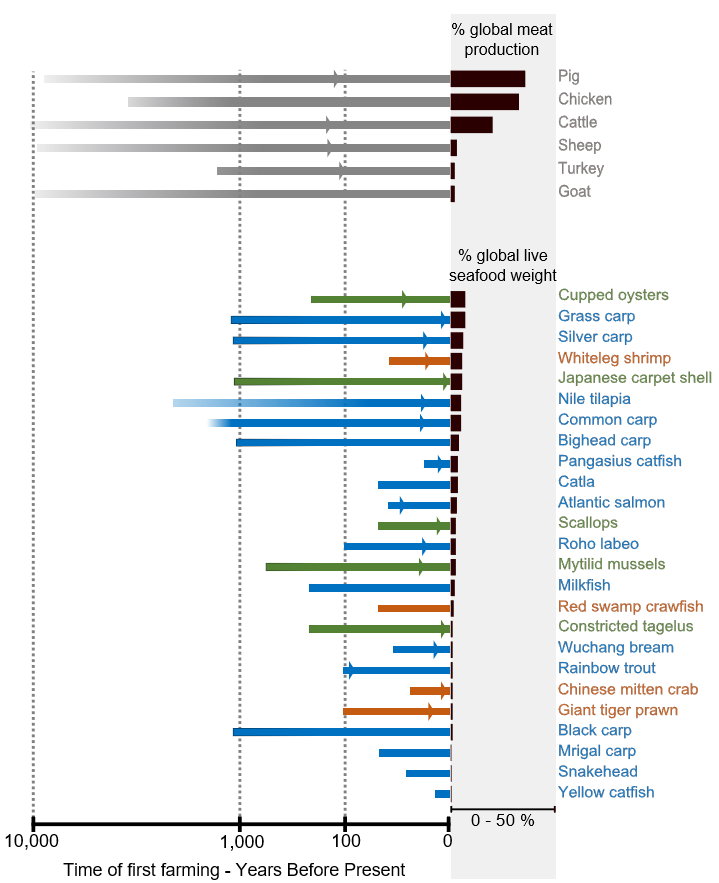 % global meat
production
Pig
Chicken
Cattle
Sheep
Turkey
Goat
% global live
seafood weight
Cupped oysters
Grass carp
Silver carp
Whiteleg shrimp
Japanese carpet shell
Nile tilapia
Common carp
Bighead carp
Pangasius catfish
Catla
Atlantic salmon
Scallops
Roho labeo
Mytilid mussels
Milkfish
Red swamp crawfish
Constricted tagelus
Wuchang bream
Rainbow trout
Chinese mitten crab
Giant tiger prawn
Black carp
Mrigal carp
Snakehead
Yellow catfish
0 - 50 %
10,000 1,000 100 0
Time of first farming - Years Before Present